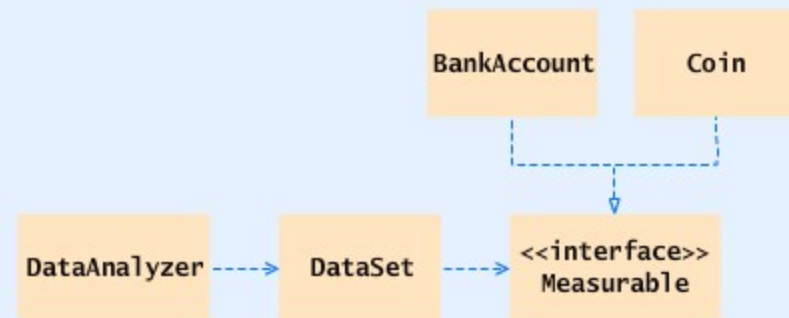 BankAccount
Coin
DataAnalyzer
DataSet
<<interface>>
Measurable